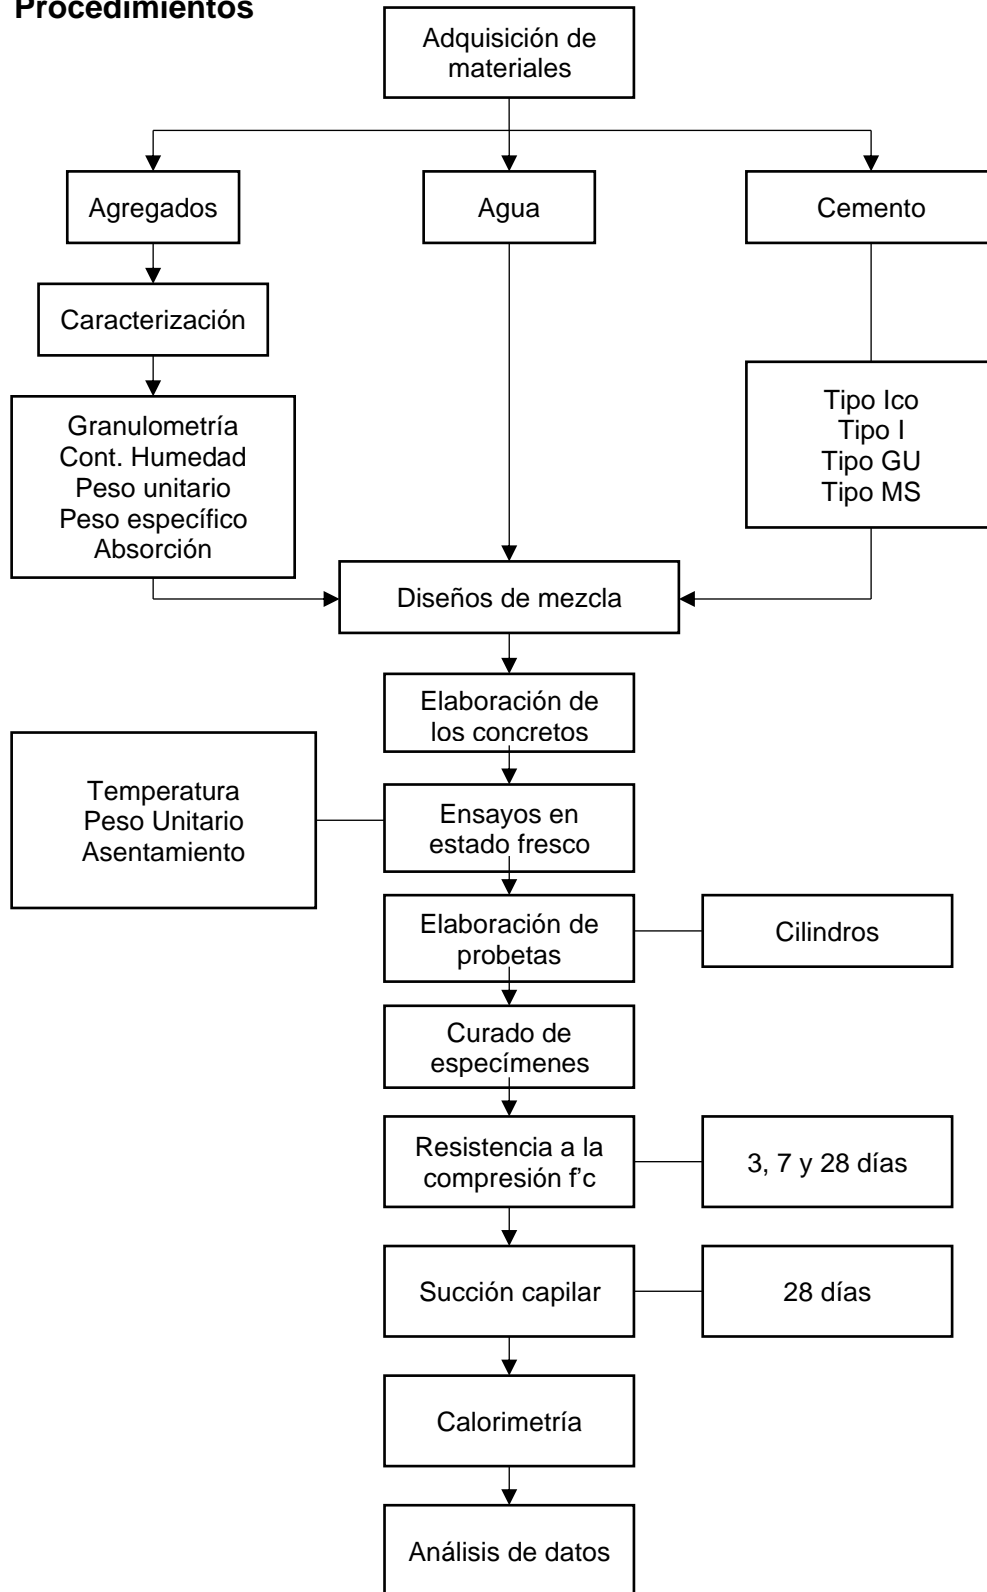 Procedimientos
Adquisición de
materiales
Agregados
Agua
Cemento
Caracterización
Granulometría
Cont. Humedad
Peso unitario
Peso específico
Absorción
Tipo Ico
Tipo I
Tipo GU
Tipo MS
Diseños de mezcla
Elaboración de
los concretos
Temperatura
Peso Unitario
Asentamiento
Ensayos en
estado fresco
Elaboración de
probetas
Cilindros
Curado de
especímenes
Resistencia a la
compresión f’c
3, 7 y 28 días
Succión capilar
28 días
Calorimetría
Análisis de datos